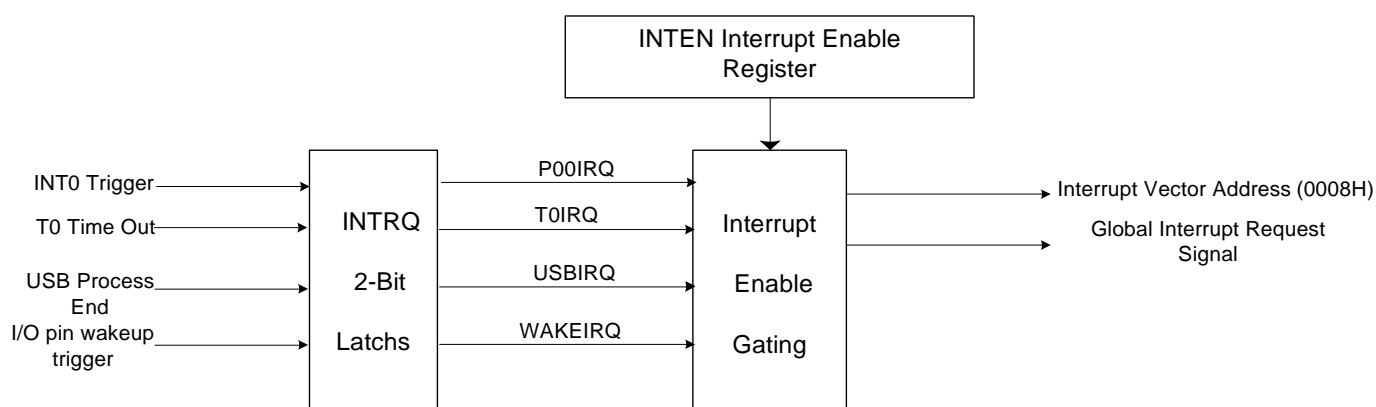 INTEN Interrupt Enable
Register
INT0 Trigger
T0 Time Out
USB Process
End
I/O pin wakeup
trigger
INTRQ
2-Bit
Latchs
P00IRQ
T0IRQ
USBIRQ
WAKEIRQ
Interrupt
Enable
Gating
Interrupt Vector Address (0008H)
Global Interrupt Request
Signal